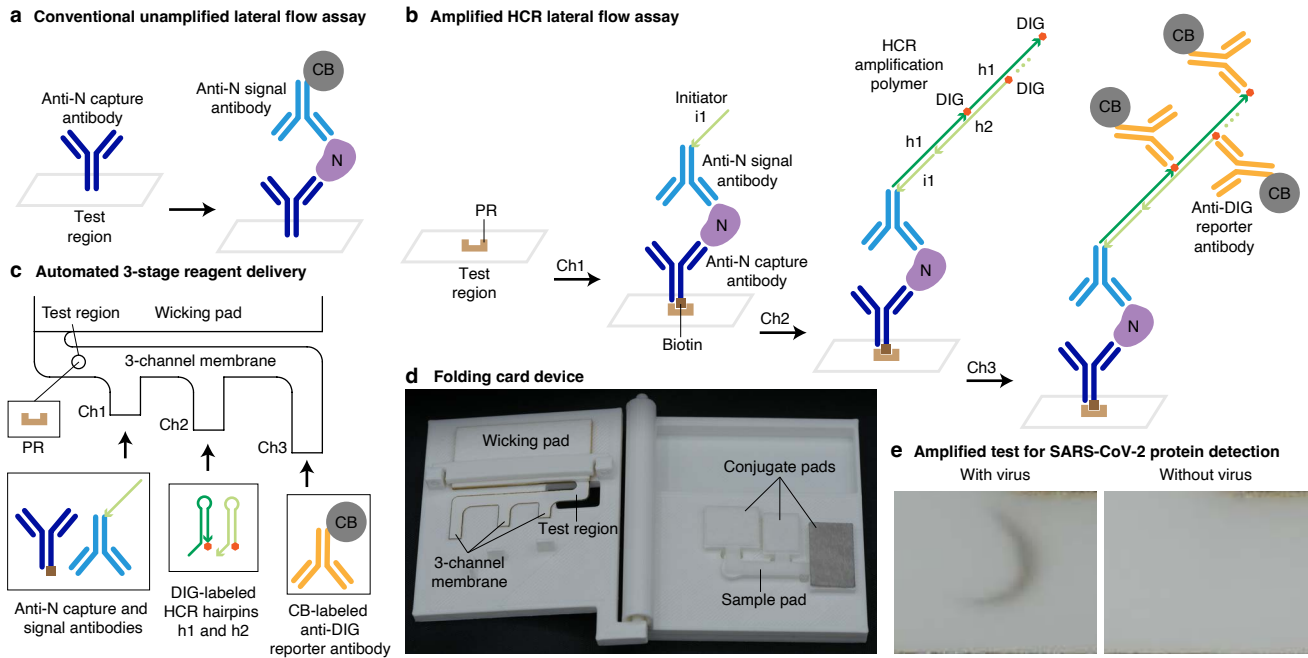 a Conventional unamplified lateral flow assay
Anti-N capture
antibody
Test
region
Anti-N signal
antibody
CB
N
b Amplified HCR lateral flow assay
PR
Test
region
Ch1
Initiator
i1
Anti-N signal
antibody
N
Anti-N capture
antibody
Biotin
Ch2
HCR
amplification
polymer
DIG
h1
DIG
DIG
h2
h1
i1
N
Ch3
CB
CB
CB
Anti-DIG
reporter
antibody
N
c Automated 3-stage reagent delivery
Test region
Wicking pad
3-channel membrane
PR
Ch1
Ch2
Ch3
Anti-N capture and
signal antibodies
DIG-labeled
HCR hairpins
h1 and h2
CB
CB-labeled
anti-DIG
reporter antibody
d Folding card device
Wicking pad
Test region
3-channel
membrane
Conjugate pads
Sample pad
e Amplified test for SARS-CoV-2 protein detection
With virus
Without virus